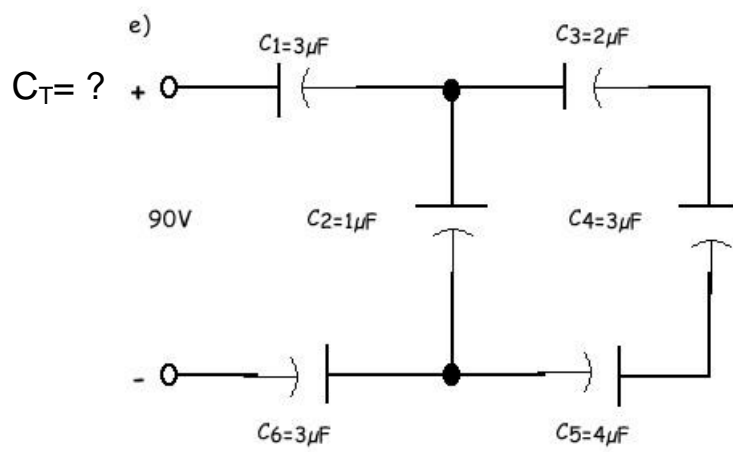 e)
C1=3µF
C3=2µF
CT= ? +
90V
C2=1µF
C4=3µF
-
C6=3µF
C5=4µF